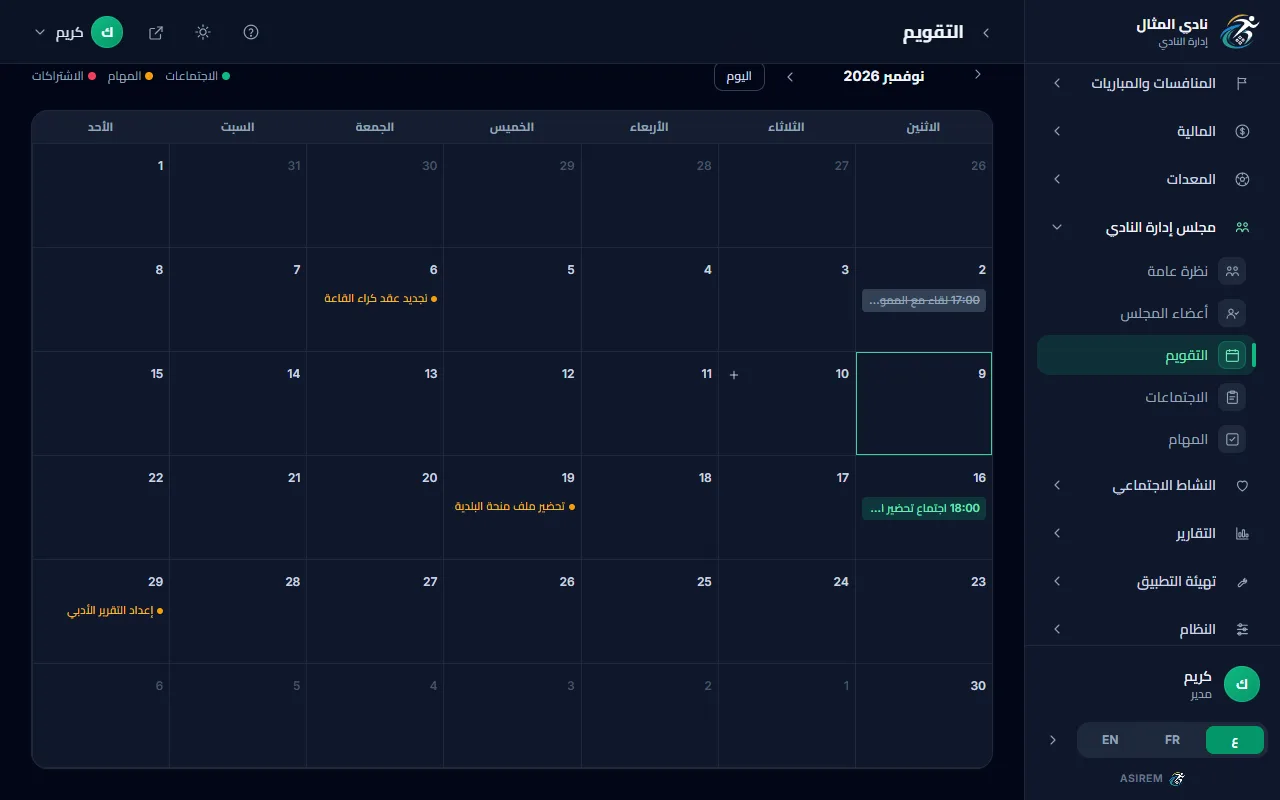 نادي المثال
إدارة النادي
المنافسات والمباريات
المالية
المعدات
مجلس إدارة النادي
نظرة عامة
أعضاء المجلس
التقويم
الاجتماعات
المهام
النشاط الاجتماعي
التقارير
تهيئة التطبيق
النظام
ك
كريم
مدير
ع FR EN
ASIREM
التقويم
ك كريم
نوفمبر 2026 اليوم
الاجتماعات المهام الاشتراكات
الاثنين الثلاثاء الأربعاء الخميس الجمعة السبت الأحد
26 27 28 29 30 31 1
2 3 4 5 6 7 8
17:00 لقاء مع الممو...
تجديد عقد كراء القاعة
9 10 + 11 12 13 14 15
16 17 18 19 20 21 22
18:00 اجتماع تحضير ا...
تحضير ملف منحة البلدية
23 24 25 26 27 28 29
إعداد التقرير الأدبي
30 1 2 3 4 5 6